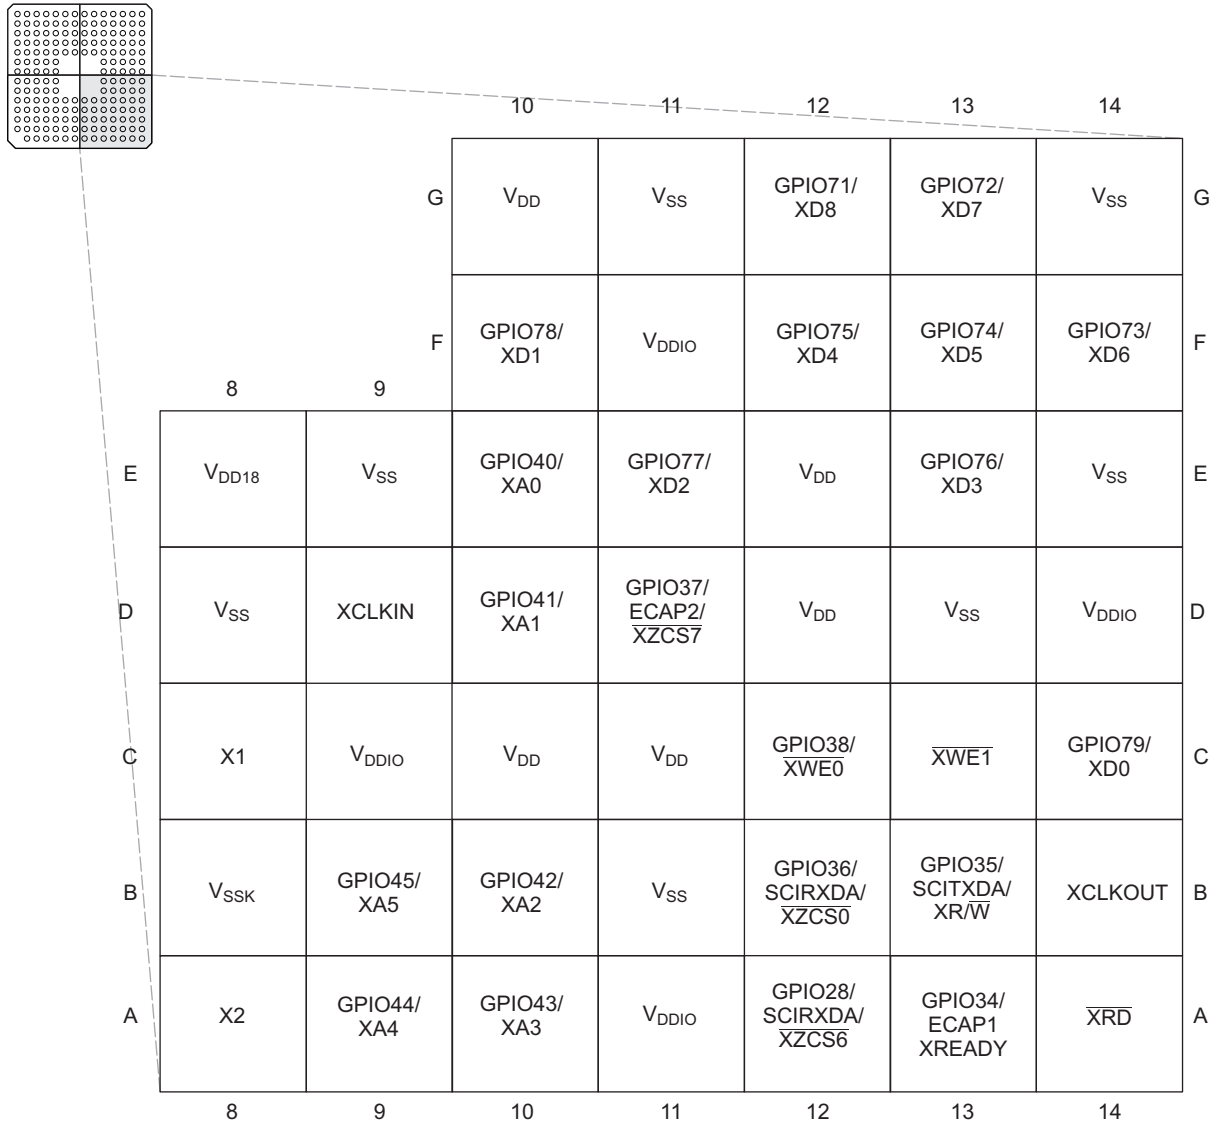 10 11 12 13 14
G VDD VSS GPIO71/ GPIO72/ VSS G
XD8 XD7
F GPIO78/ VDDIO GPIO75/ GPIO74/ GPIO73/ F
XD1 XD4 XD5 XD6
8 9
E VDD18 VSS GPIO40/ GPIO77/ VDD GPIO76/ VSS E
XA0 XD2 XD3
D VSS XCLKIN GPIO41/ GPIO37/ VDD VSS VDDIO D
XA1 ECAP2/
XZCS7
C X1 VDDIO VDD VDD GPIO38/ XWE1 GPIO79/ C
XWE0 XD0
B VSSK GPIO45/ GPIO42/ VSS GPIO36/ GPIO35/ XCLKOUT B
XA5 XA2 SCIRXDA/ SCITXDA/
XZCS0 XR/W
A X2 GPIO44/ GPIO43/ VDDIO GPIO28/ GPIO34/ XRD A
XA4 XA3 SCIRXDA/ ECAP1
XZCS6 XREADY
8 9 10 11 12 13 14